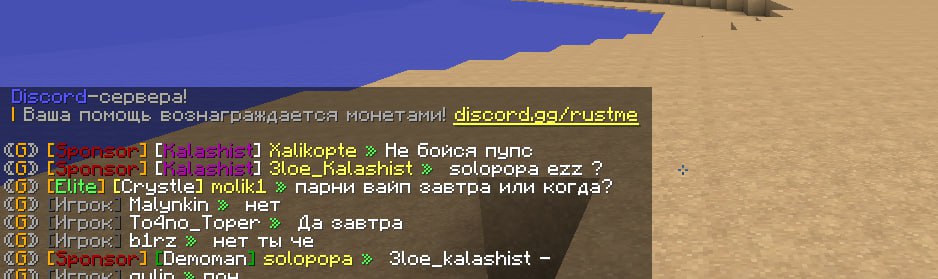 Discord-сервера!
| Ваша помощь вознаграждается монетами! discord.gg/rustme
(G) [Sponsor] [Kalashist] Xalikopte » Не бойся пупс
(G) [Sponsor] [Kalashist] 3loe_Kalashist » solopopa ezz ?
(G) [Elite] [Crystle] molik1 » парни вайп завтра или когда?
(G) [Игрок] Malynkin » нет
(G) [Игрок] To4no_Toper » Да завтра
(G) [Игрок] b1rz » нет ты че
(G) [Sponsor] [Demoman] solopopa » 3loe_kalashist -
(G) [Игрок]